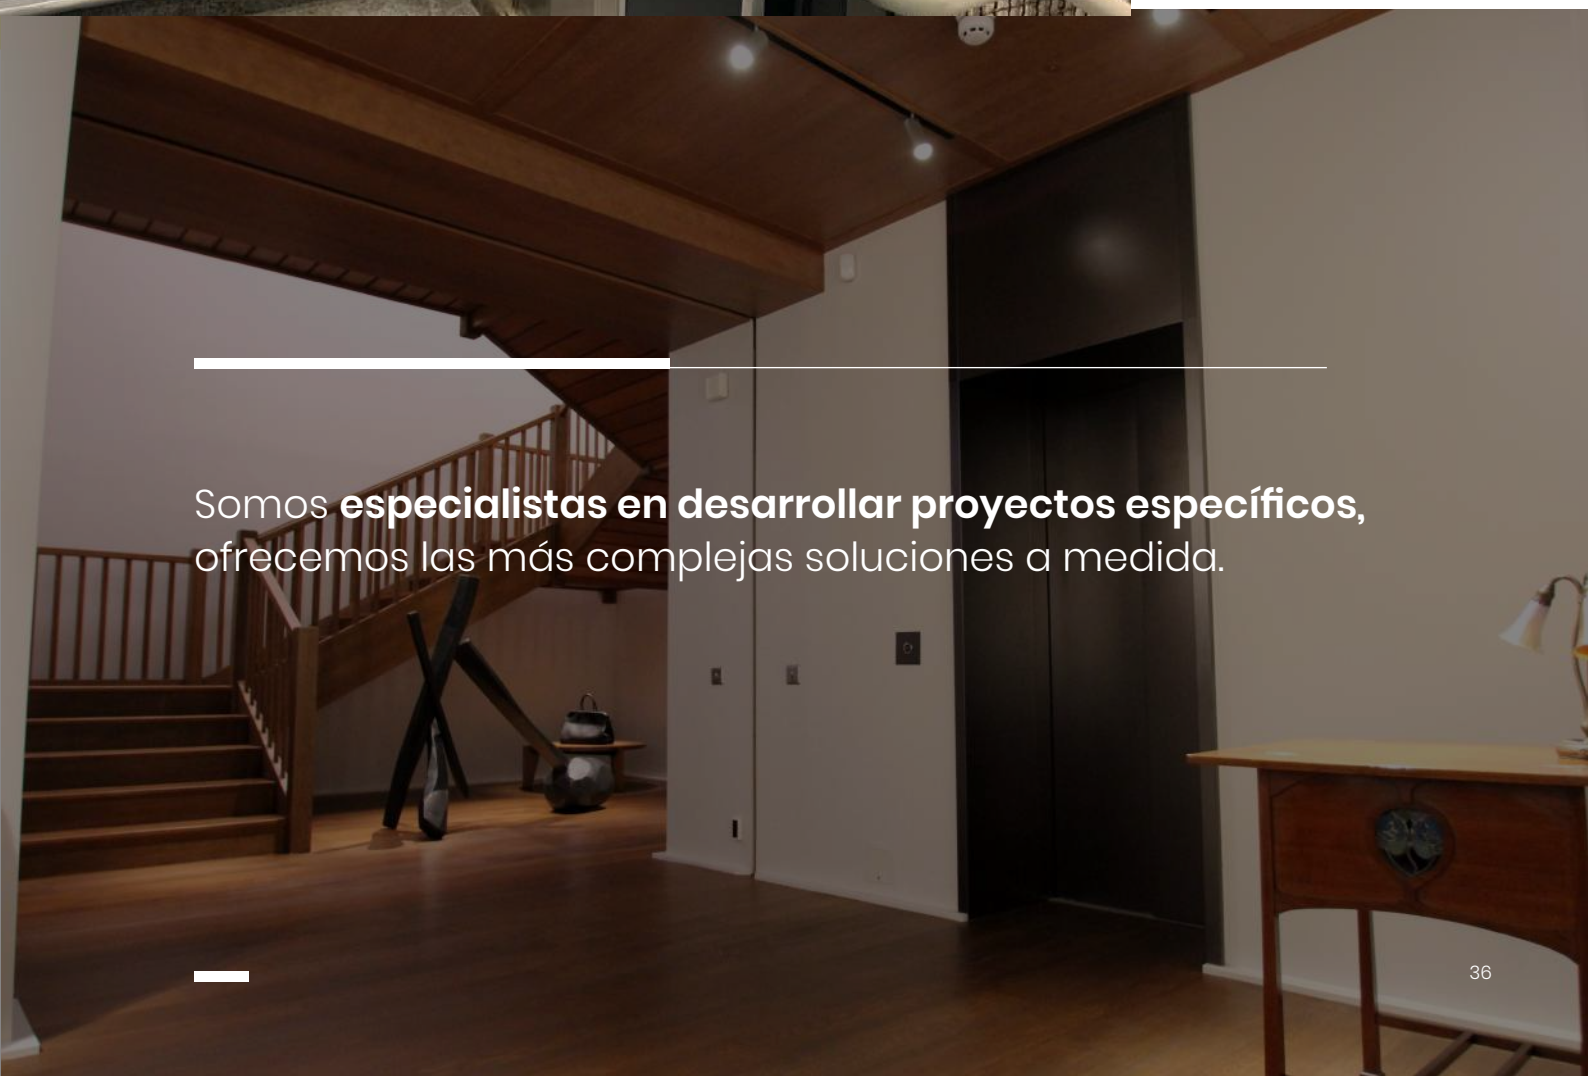 Somos especialistas en desarrollar proyectos específicos,
ofrecemos las más complejas soluciones a medida.
36